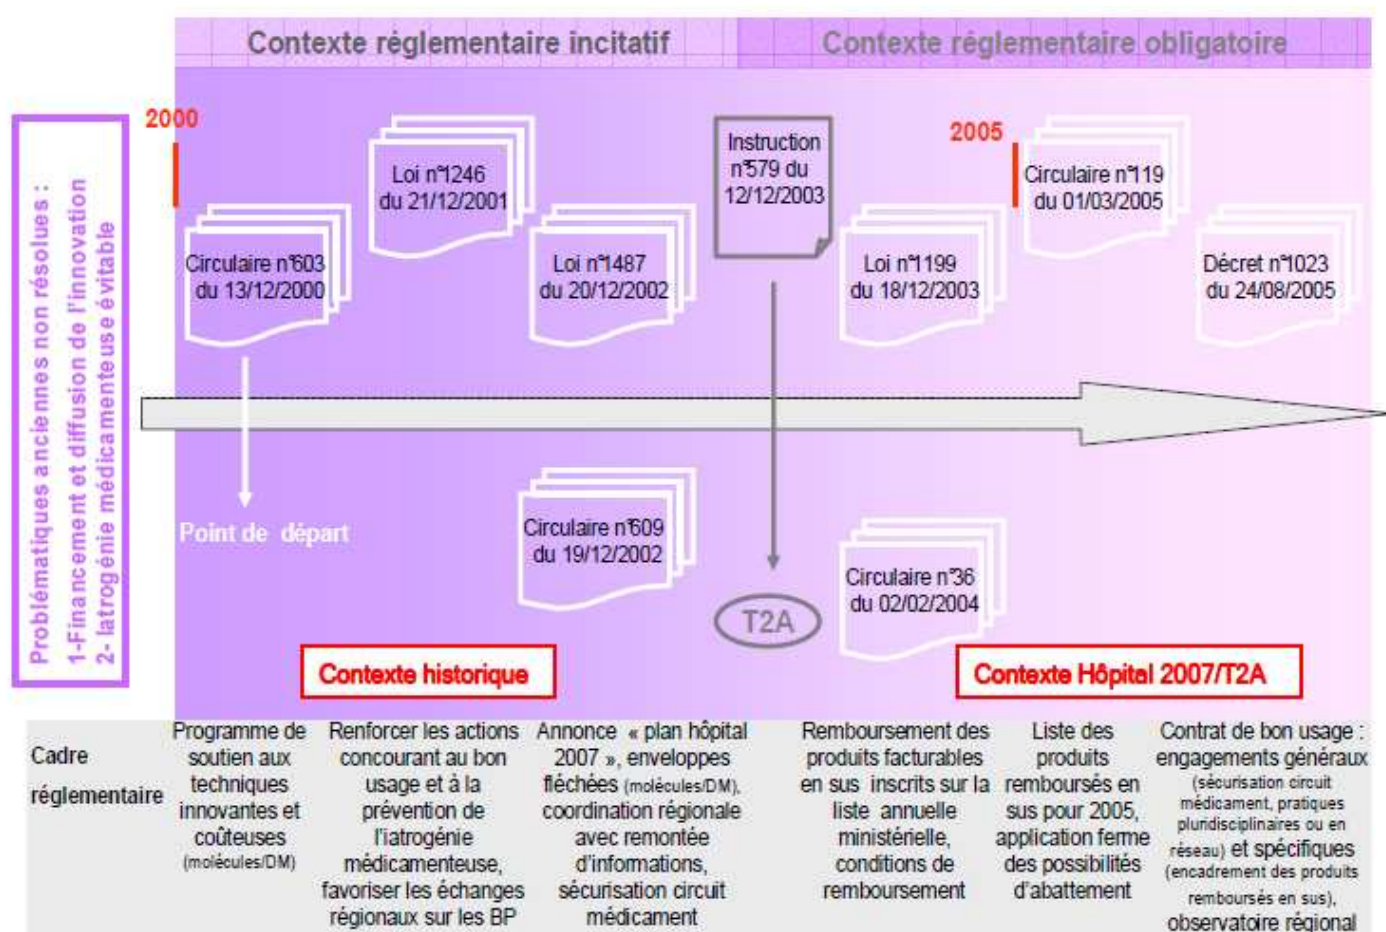 Contexte réglementaire incitatif
Contexte réglementaire obligatoire
Problématiques anciennes non résolues :
1-Financement et diffusion de l'innovation
2- Iatrogénie médicamenteuse évitable
2000
Circulaire n°603
du 13/12/2000
Loi n°1246
du 21/12/2001
Loi n°1487
du 20/12/2002
Instruction
n°579 du
12/12/2003
Loi n°1199
du 18/12/2003
2005
Circulaire n°119
du 01/03/2005
Décret n°1023
du 24/08/2005
Point de départ
Circulaire n°609
du 19/12/2002
T2A
Circulaire n°36
du 02/02/2004
Contexte historique
Contexte Hôpital 2007/T2A
Cadre
réglementaire
Programme de
soutien aux
techniques
innovantes et
coûteuses
(molécules/DM)
Renforcer les actions
concourant au bon
usage et à la
prévention de
l'iatrogénie
médicamenteuse,
favoriser les échanges
régionaux sur les BP
Annonce « plan hôpital
2007 », enveloppes
fléchées (molécules/DM),
coordination régionale
avec remontée
d'informations,
sécurisation circuit
médicament
Remboursement des
produits facturables
en sus inscrits sur la
liste annuelle
ministérielle,
conditions de
remboursement
Liste des
produits
remboursés en
sus pour 2005,
application ferme
des possibilités
d'abattement
Contrat de bon usage :
engagements généraux
(sécurisation circuit
médicament, pratiques
pluridisciplinaires ou en
réseau) et spécifiques
(encadrement des produits
remboursés en sus),
observatoire régional